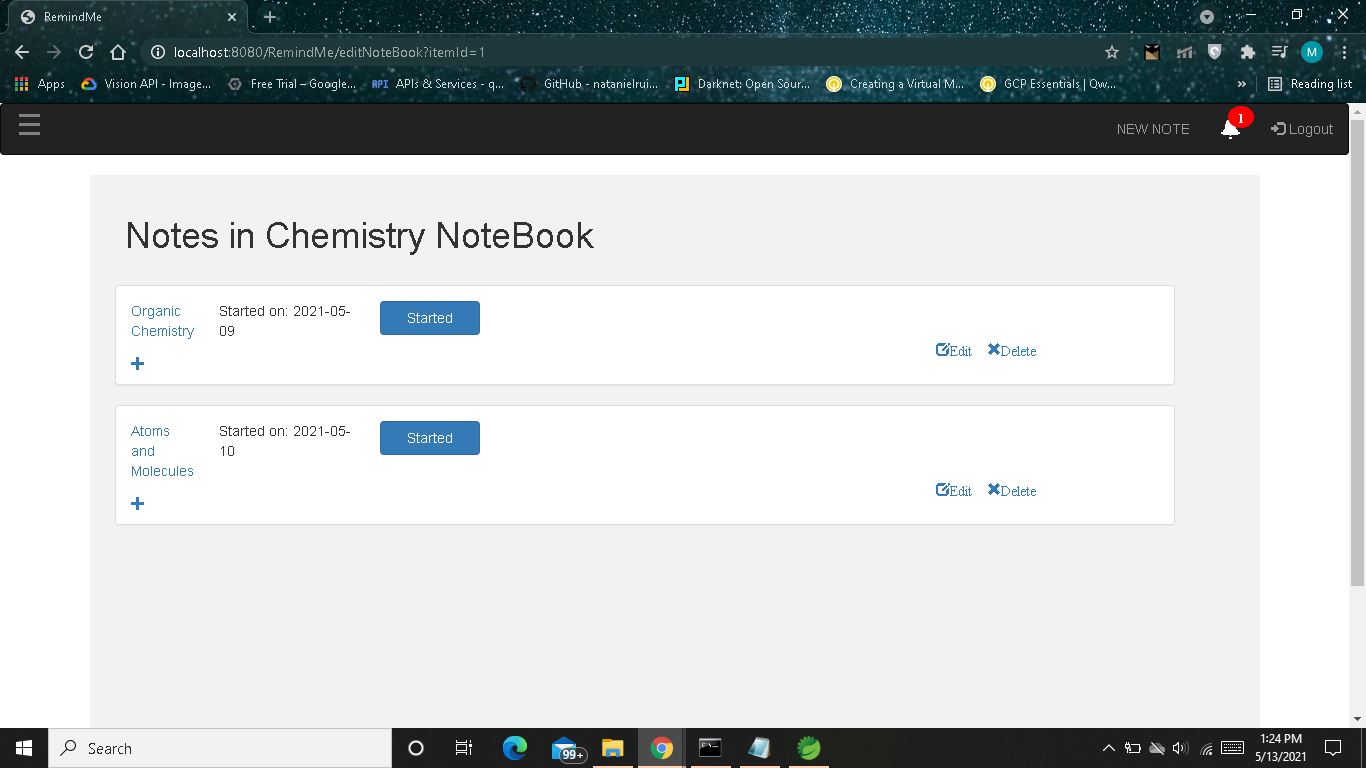 RemindMe
localhost:8080/RemindMe/editNoteBook?itemId=1
M
Apps Vision API - Image... Free Trial – Google... API APIs & Services - q... GitHub - natanielrui... Darknet: Open Sour... Creating a Virtual M... GCP Essentials | Qw... » Reading list
NEW NOTE 1 Logout
Notes in Chemistry NoteBook
Organic Started on: 2021-05- Started
Chemistry 09
Edit Delete
Atoms Started on: 2021-05- Started
and 10
Molecules
Edit Delete
Search 99+ 1:24 PM
5/13/2021